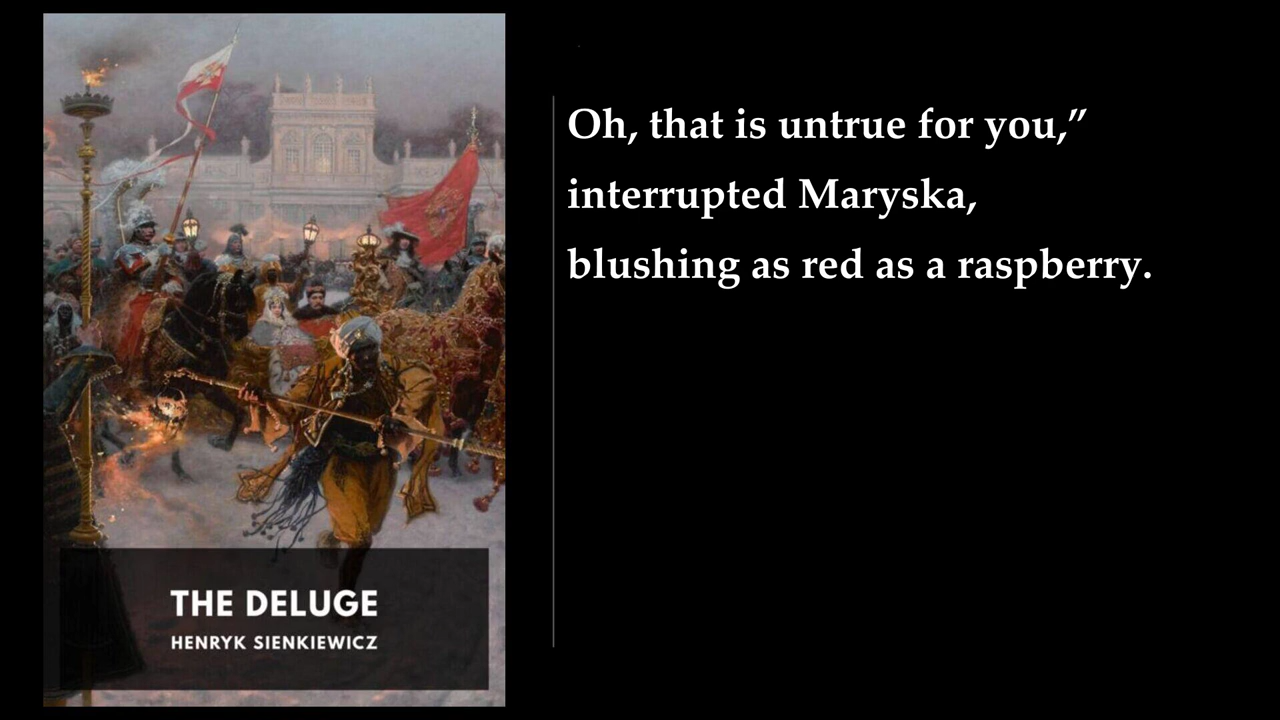 Oh, that is untrue for you,”
interrupted Maryska,
blushing as red as a raspberry.
THE DELUGE
HENRYK SIENKIEWICZ